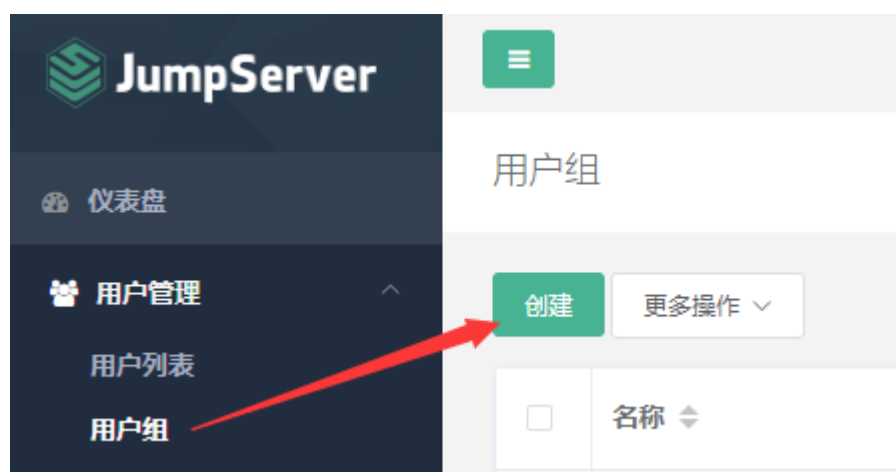 JumpServer
仪表盘
用户管理
用户列表
用户组
用户组
创建 更多操作
名称